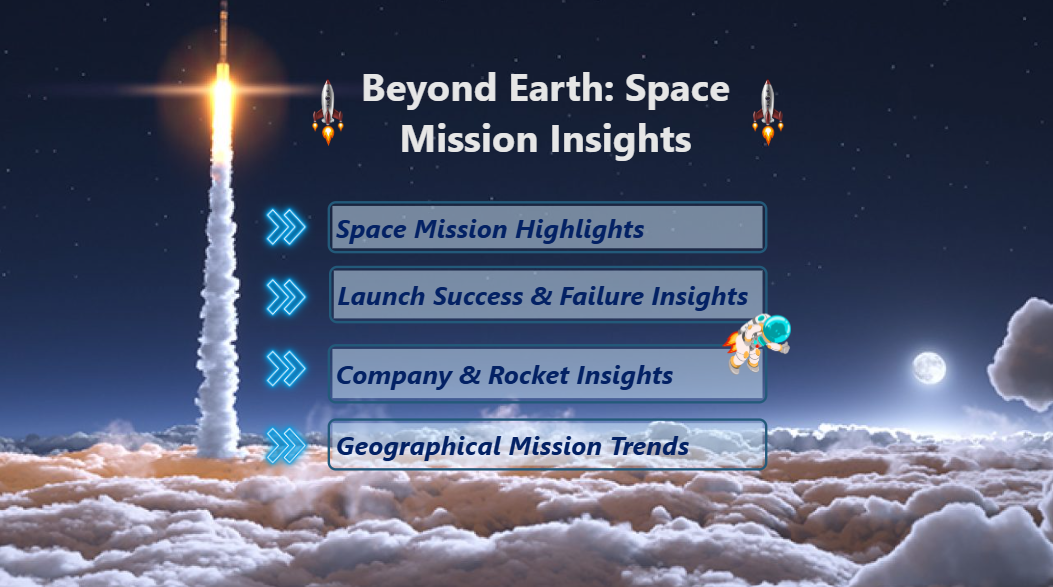 Beyond Earth: Space
Mission Insights
Space Mission Highlights
Launch Success & Failure Insights
Company & Rocket Insights
Geographical Mission Trends